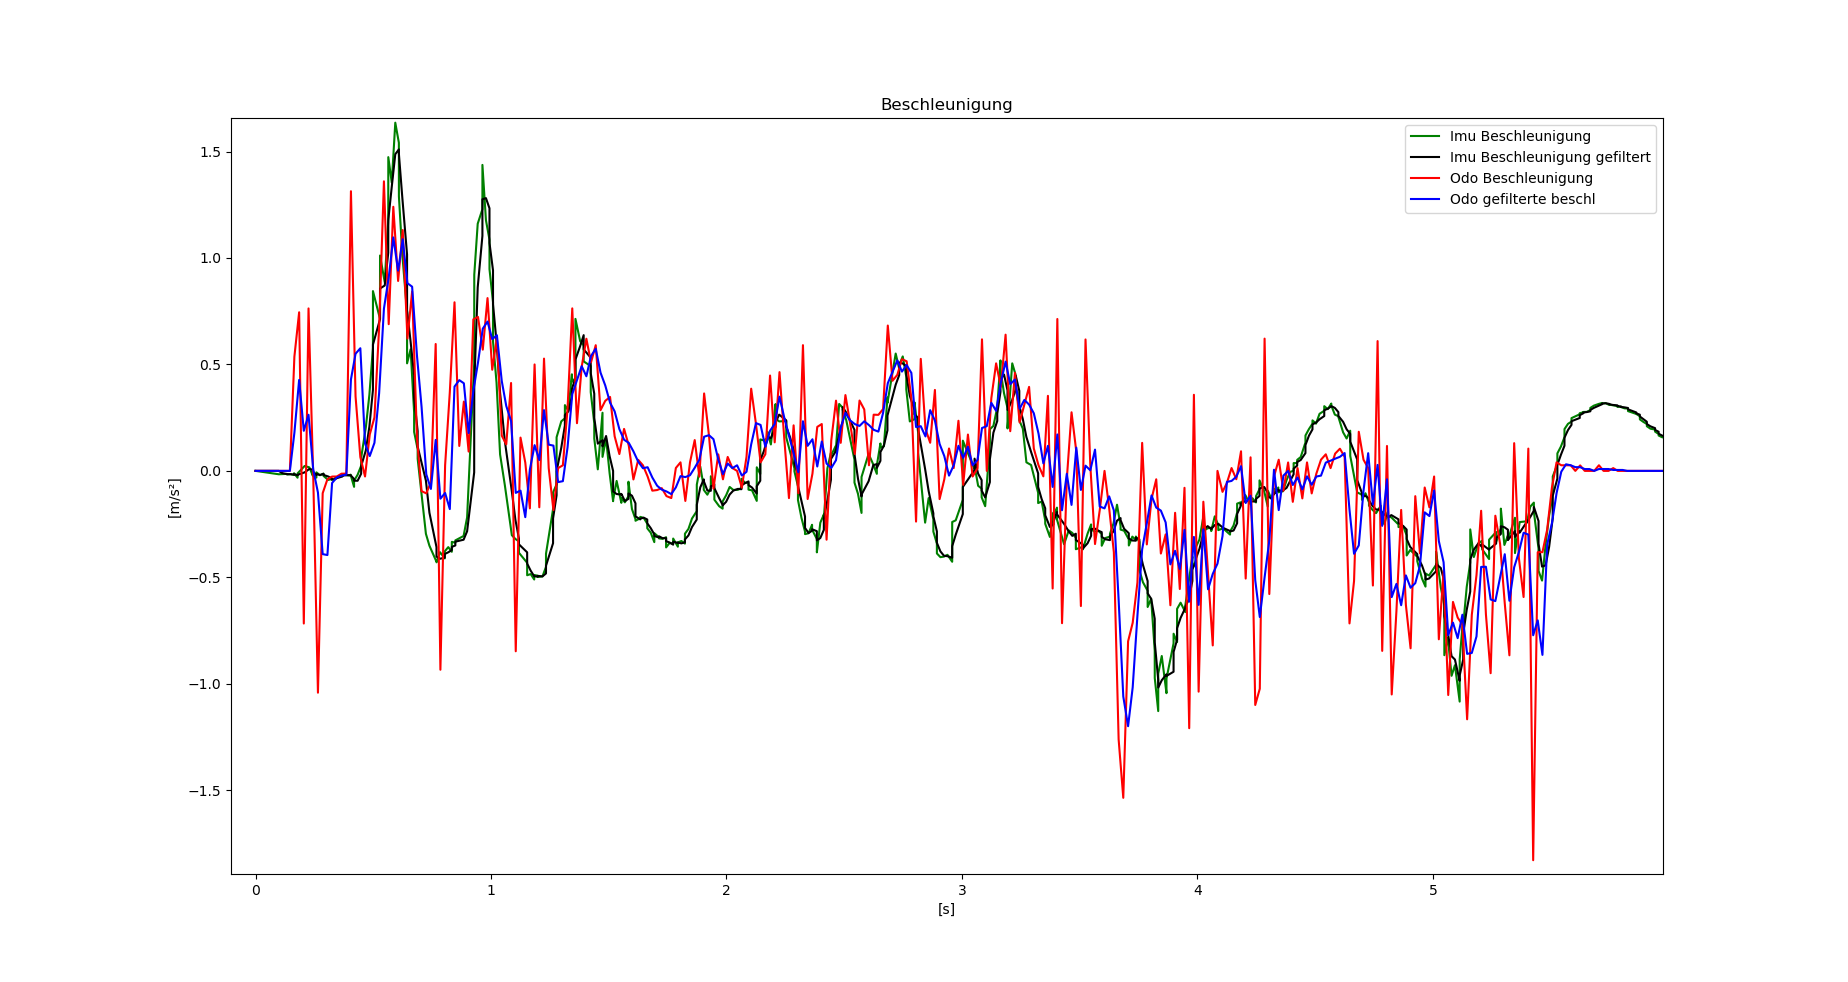 Beschleunigung
Imu Beschleunigung
Imu Beschleunigung gefiltert
Odo Beschleunigung
Odo gefilterte beschl
1.5
1.0
0.5
0.0
−0.5
−1.0
−1.5
[m/s²]
0 1 2 3 4 5
[s]